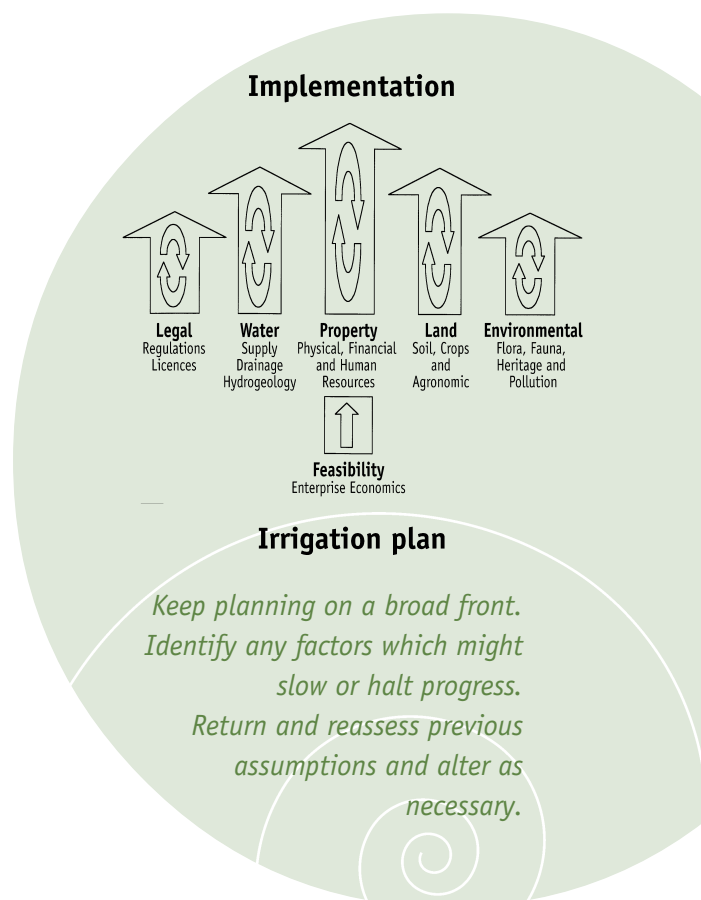 Implementation
Legal
Regulations
Licences
Water
Supply
Drainage
Hydrogeology
Property
Physical, Financial
and Human
Resources
Land
Soil, Crops
and
Agronomic
Environmental
Flora, Fauna,
Heritage and
Pollution
Feasibility
Enterprise Economics
Irrigation plan
Keep planning on a broad front.
Identify any factors which might
slow or halt progress.
Return and reassess previous
assumptions and alter as
necessary.